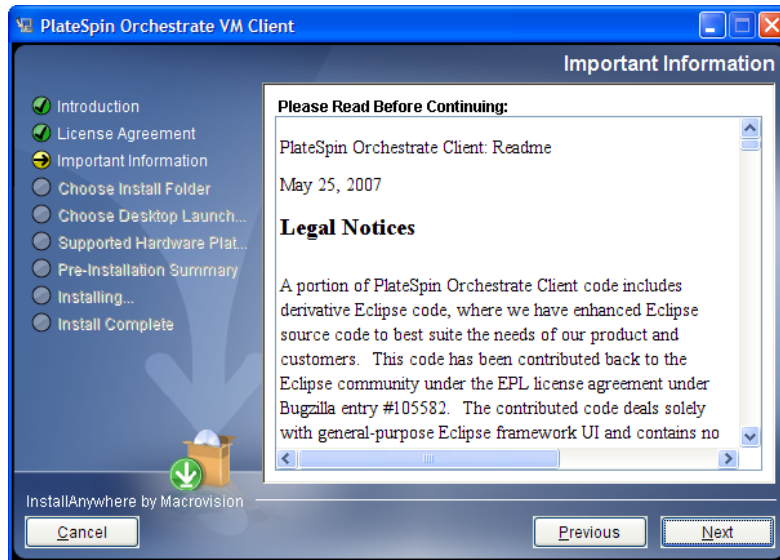 PlateSpin Orchestrate VM Client
Important Information
Introduction
License Agreement
Important Information
Choose Install Folder
Choose Desktop Launch...
Supported Hardware Plat...
Pre-Installation Summary
Installing...
Install Complete
Please Read Before Continuing:
PlateSpin Orchestrate Client: Readme
May 25, 2007
Legal Notices
A portion of PlateSpin Orchestrate Client code includes
derivative Eclipse code, where we have enhanced Eclipse
source code to best suite the needs of our product and
customers.  This code has been contributed back to the
Eclipse community under the EPL license agreement under
Bugzilla entry #105582.  The contributed code deals solely
with general-purpose Eclipse framework UI and contains no
InstallAnywhere by Macrovision
Cancel
Previous
Next